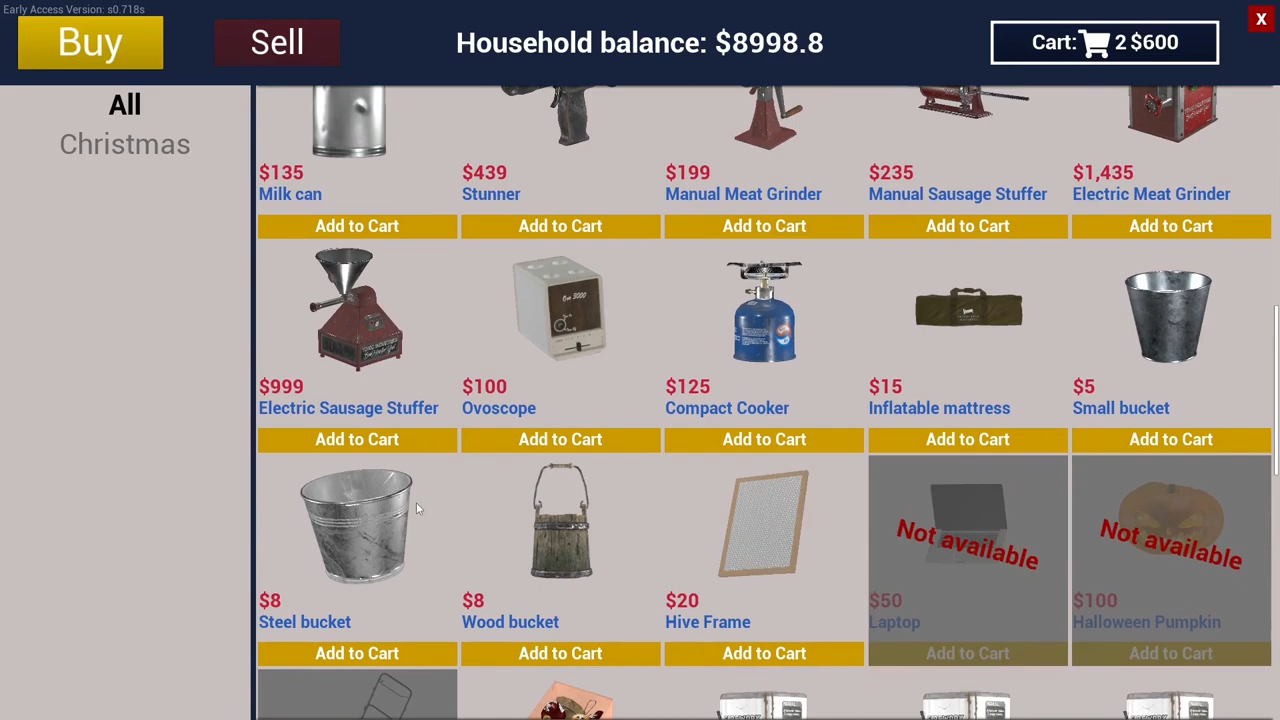 Early Access Version: s0.718s
Buy
Sell
Household balance: $8998.8
Cart: 2 $600
X
All
Christmas
$135
Milk can
Add to Cart
$439
Stunner
Add to Cart
$199
Manual Meat Grinder
Add to Cart
$235
Manual Sausage Stuffer
Add to Cart
$1,435
Electric Meat Grinder
Add to Cart
$999
Electric Sausage Stuffer
Add to Cart
$100
Ovoscope
Add to Cart
$125
Compact Cooker
Add to Cart
$15
Inflatable mattress
Add to Cart
$5
Small bucket
Add to Cart
$8
Steel bucket
Add to Cart
$8
Wood bucket
Add to Cart
$20
Hive Frame
Add to Cart
Not available
$50
Laptop
Add to Cart
Not available
$100
Halloween Pumpkin
Add to Cart